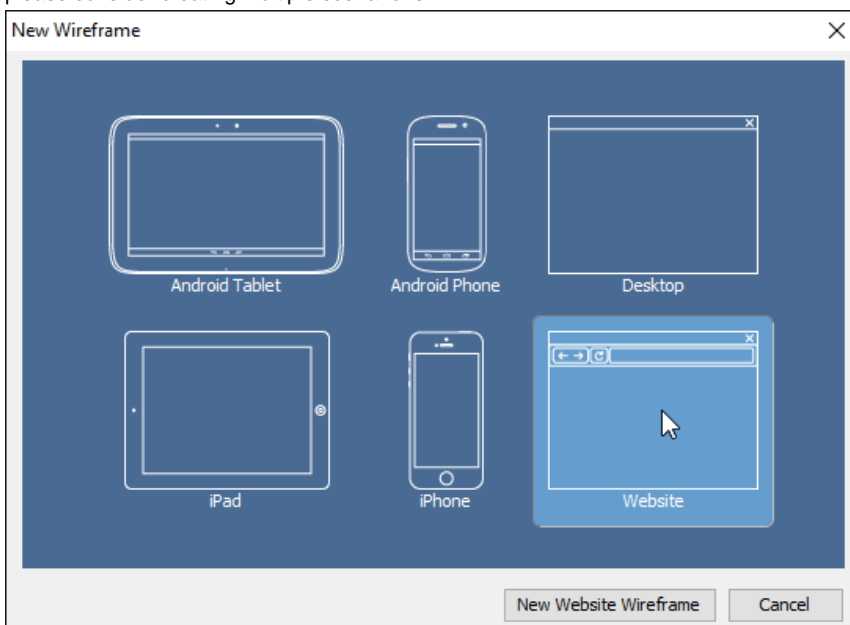 New Wireframe
Android Tablet
Android Phone
Desktop
iPad
iPhone
Website
New Website Wireframe
Cancel